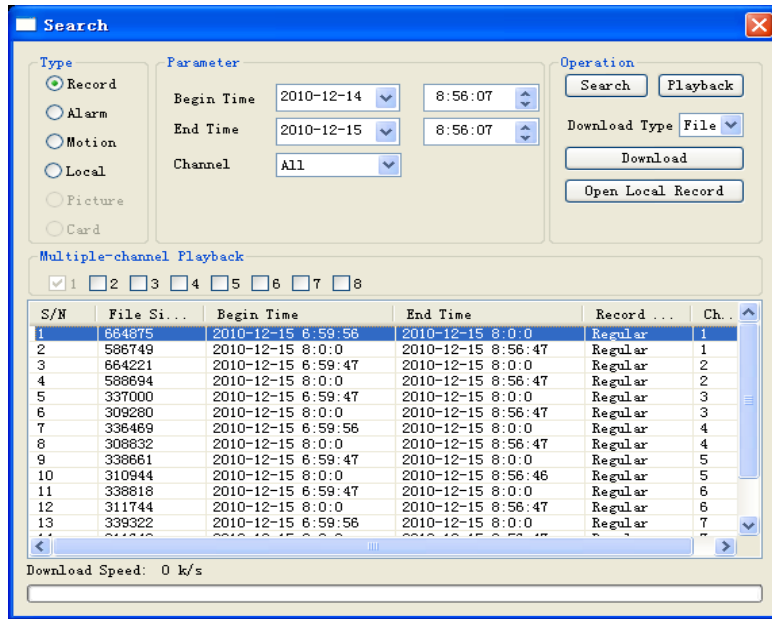 Search
Type
Record
Alarm
Motion
Local
Picture
Card
Parameter
Begin Time 2010-12-14 8:56:07
End Time 2010-12-15 8:56:07
Channel All
Operation
Search Playback
Download Type File
Download
Open Local Record
Multiple-channel Playback
1 2 3 4 5 6 7 8
S/N File Si... Begin Time End Time Record ... Ch..
1 664875 2010-12-15 6:59:56 2010-12-15 8:0:0 Regular 1
2 586749 2010-12-15 8:0:0 2010-12-15 8:56:47 Regular 1
3 664221 2010-12-15 6:59:47 2010-12-15 8:0:0 Regular 2
4 588694 2010-12-15 8:0:0 2010-12-15 8:56:47 Regular 2
5 337000 2010-12-15 6:59:47 2010-12-15 8:0:0 Regular 3
6 309280 2010-12-15 8:0:0 2010-12-15 8:56:47 Regular 3
7 336469 2010-12-15 6:59:56 2010-12-15 8:0:0 Regular 4
8 308832 2010-12-15 8:0:0 2010-12-15 8:56:47 Regular 4
9 338661 2010-12-15 6:59:47 2010-12-15 8:0:0 Regular 5
10 310944 2010-12-15 8:0:0 2010-12-15 8:56:46 Regular 5
11 338818 2010-12-15 6:59:47 2010-12-15 8:0:0 Regular 6
12 311744 2010-12-15 8:0:0 2010-12-15 8:56:47 Regular 6
13 339322 2010-12-15 6:59:56 2010-12-15 8:0:0 Regular 7
Download Speed: 0 k/s